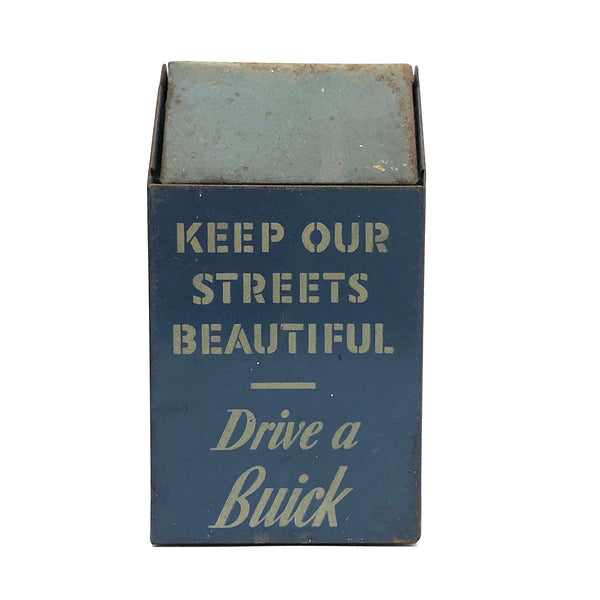 KEEP OUR
STREETS
BEAUTIFUL
Drive a
Buick